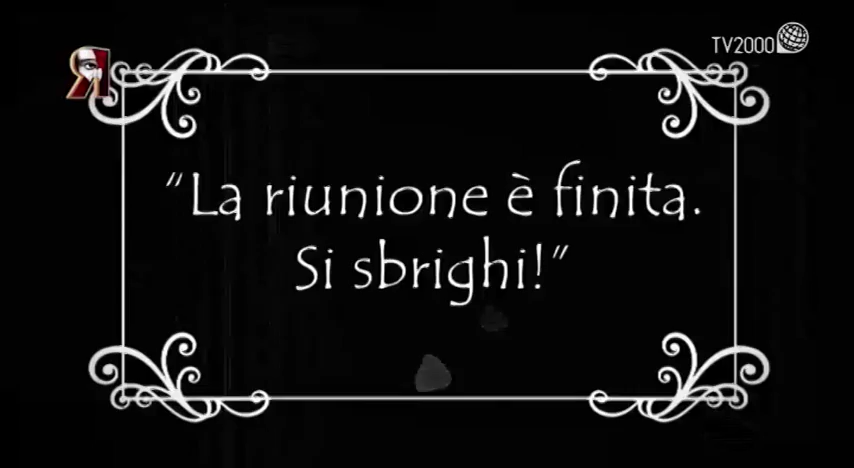 TV2000
“La riunione è finita.
Si sbrighi!”